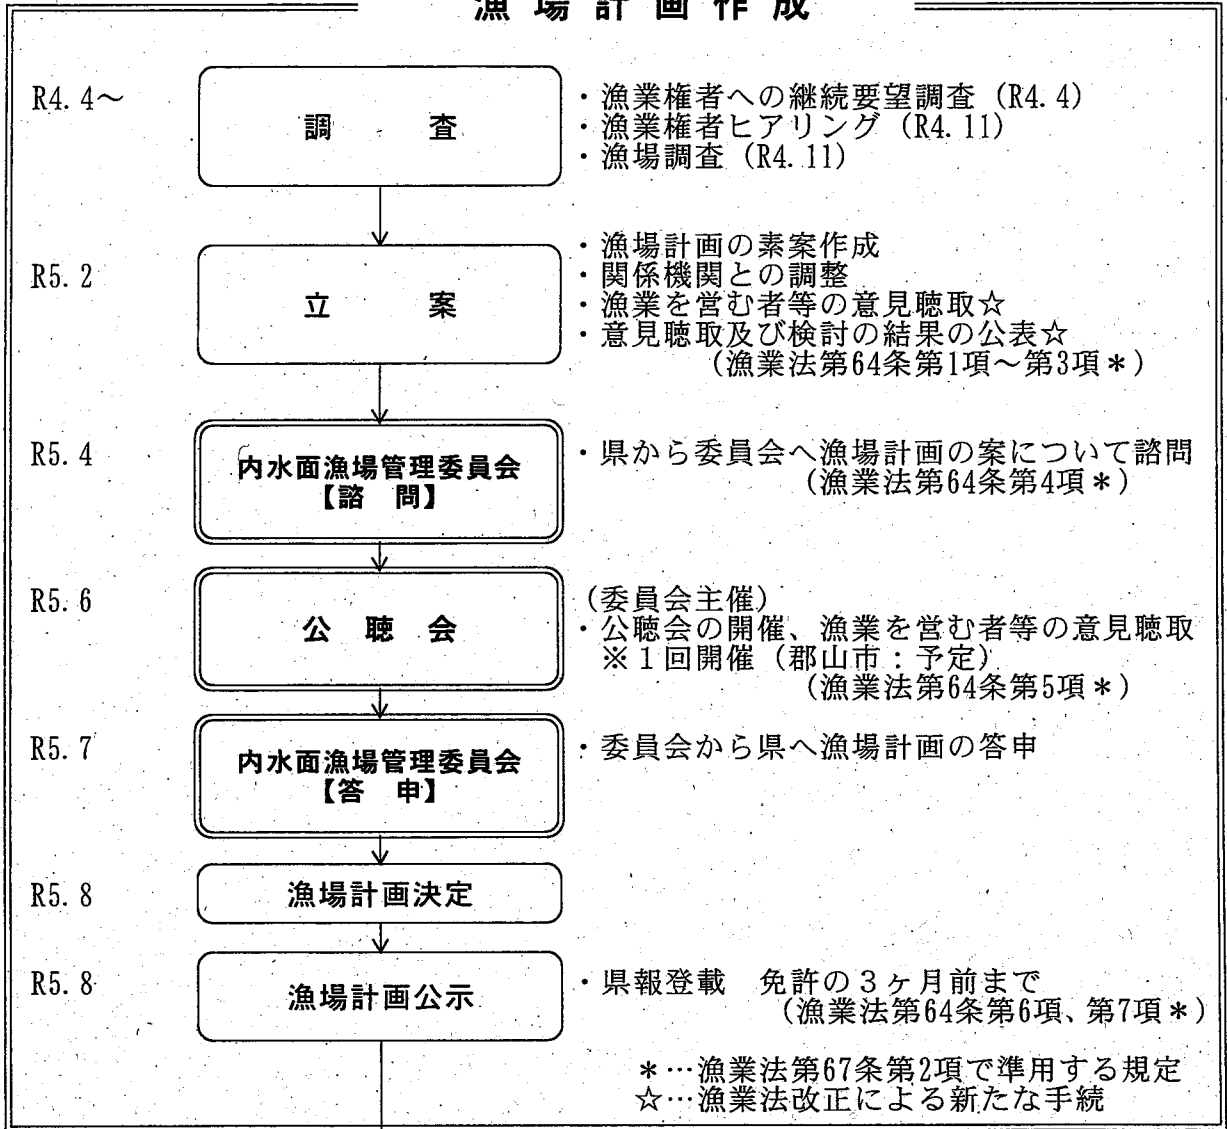 漁場計画作成
R4.4～
調　　査
・漁業権者への継続要望調査（R4.4）
・漁業権者ヒアリング（R4.11）
・漁場調査（R4.11）
R5.2
立　　案
・漁場計画の素案作成
・関係機関との調整
・漁業を営む者等の意見聴取☆
・意見聴取及び検討の結果の公表☆
（漁業法第64条第1項～第3項＊）
R5.4
内水面漁場管理委員会
【諮　問】
・県から委員会へ漁場計画の案について諮問
（漁業法第64条第4項＊）
R5.6
公　聴　会
（委員会主催）
・公聴会の開催、漁業を営む者等の意見聴取
※１回開催（郡山市：予定）
（漁業法第64条第5項＊）
R5.7
内水面漁場管理委員会
【答　申】
・委員会から県へ漁場計画の答申
R5.8
漁場計画決定
R5.8
漁場計画公示
・県報登載　免許の３ヶ月前まで
（漁業法第64条第6項、第7項＊）
＊…漁業法第67条第2項で準用する規定
☆…漁業法改正による新たな手続